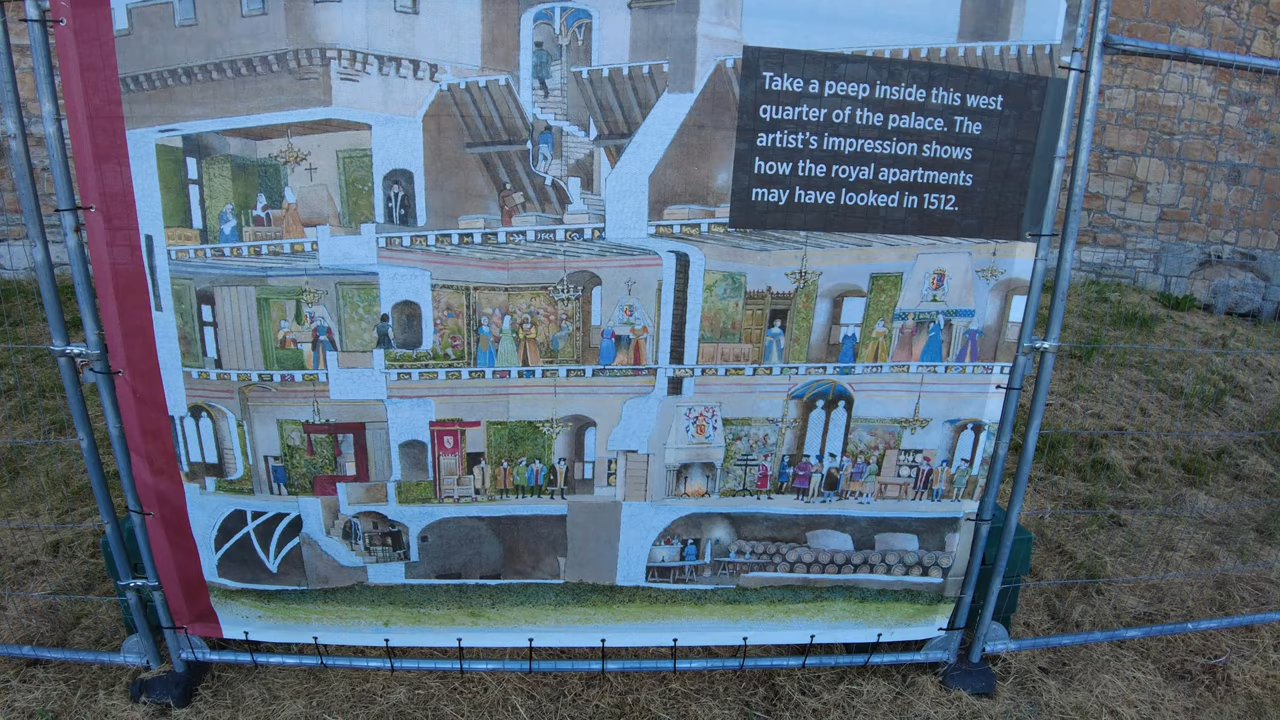 Take a peep inside this west
quarter of the palace. The
artist's impression shows
how the royal apartments
may have looked in 1512.